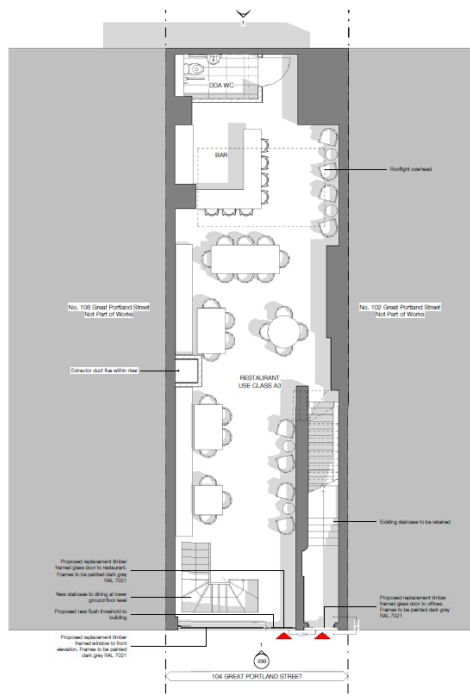 1
DDA WC
BAR
Rooflight overhead
No. 106 Great Portland Street
Not Part of Works
No. 102 Great Portland Street
Not Part of Works
Extractor duct flue within riser
RESTAURANT
USE CLASS A3
Existing staircase to be retained
Proposed replacement timber
framed glass door to restaurant.
Frames to be painted dark grey
RAL 7021
New staircase to dining at lower
ground floor level
Proposed new flush threshold to
building
Proposed replacement timber
framed window to front
elevation. Frames to be painted
dark grey RAL 7021
Proposed replacement timber
framed glass door to offices.
Frames to be painted dark grey
RAL 7021
1
230
104 GREAT PORTLAND STREET